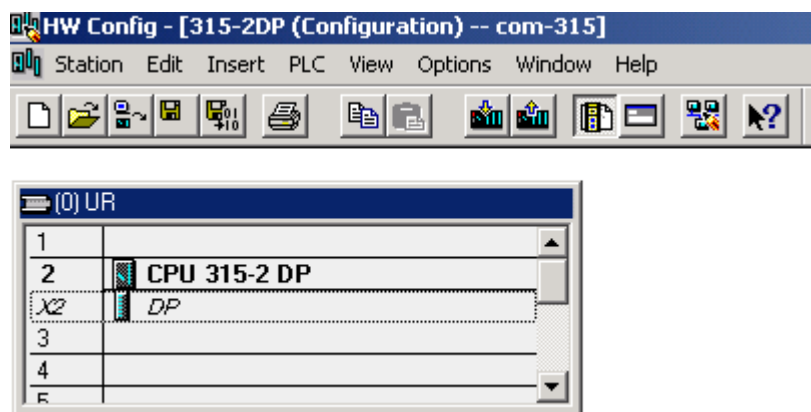 HW Config - [315-2DP (Configuration) -- com-315]
Station Edit Insert PLC View Options Window Help
(0) UR
1
2 CPU 315-2 DP
X2 DP
3
4
5